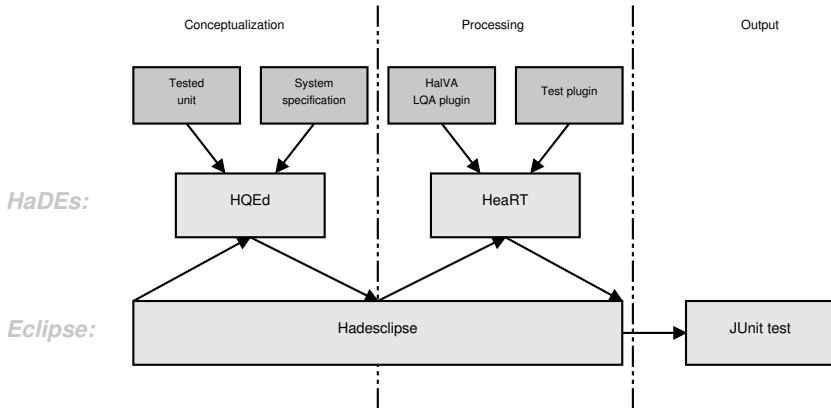 Conceptualization
Processing
Output
Tested
unit
System
specification
HalVA
LQA plugin
Test plugin
HaDEs:
HQEd
HeaRT
Eclipse:
Hadesclipse
JUnit test